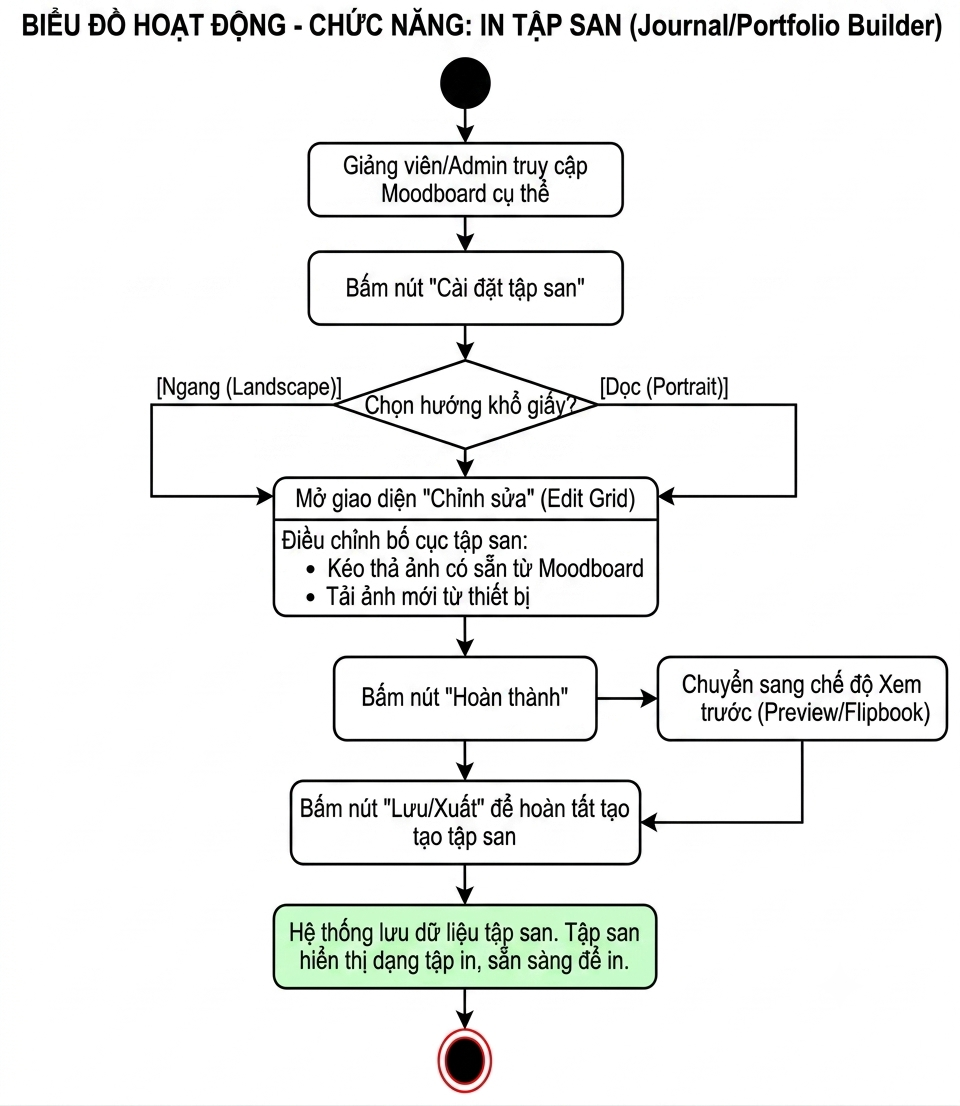 BIỂU ĐỒ HOẠT ĐỘNG - CHỨC NĂNG: IN TẬP SAN (Journal/Portfolio Builder)
Giảng viên/Admin truy cập
Moodboard cụ thể
Bấm nút "Cài đặt tập san"
[Ngang (Landscape)]
Chọn hướng khổ giấy?
[Dọc (Portrait)]
Mở giao diện "Chỉnh sửa" (Edit Grid)
Điều chỉnh bố cục tập san:
• Kéo thả ảnh có sẵn từ Moodboard
• Tải ảnh mới từ thiết bị
Bấm nút "Hoàn thành"
Chuyển sang chế độ Xem
trước (Preview/Flipbook)
Bấm nút "Lưu/Xuất" để hoàn tất tạo
tạo tập san
Hệ thống lưu dữ liệu tập san. Tập san
hiển thị dạng tập in, sẵn sàng để in.